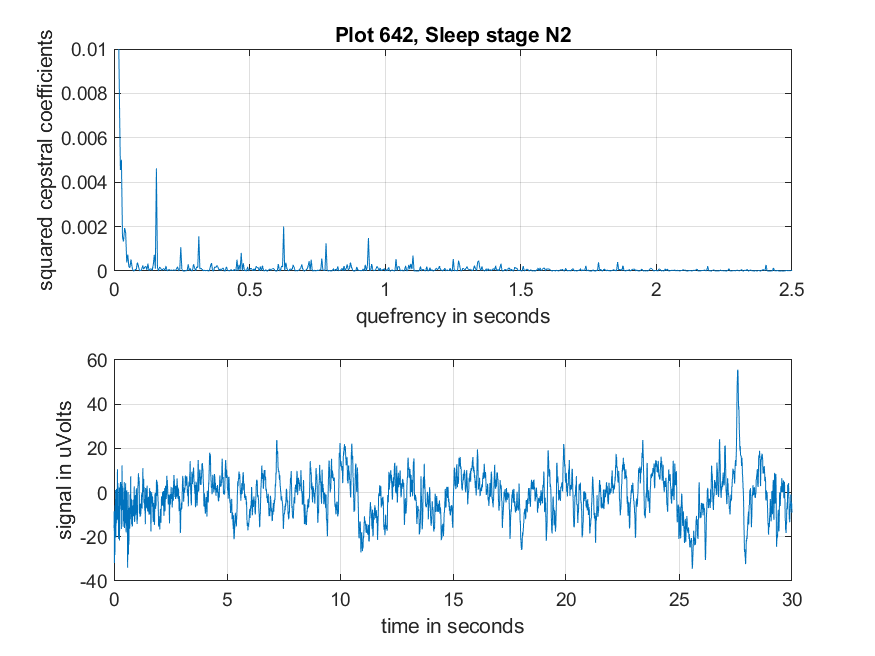 Plot 642, Sleep stage N2
squared cepstral coefficients
0.01
0.008
0.006
0.004
0.002
0
0 0.5 1 1.5 2 2.5
quefrency in seconds
signal in uVolts
60
40
20
0
-20
-40
0 5 10 15 20 25 30
time in seconds